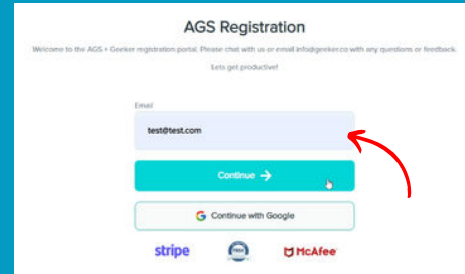 AGS Registration
Welcome to the AGS + Geeker registration portal. Please chat with us or email info@geeker.co with any questions or feedback.
Lets get productive!
Email
test@test.com
Continue →
G Continue with Google
stripe
McAfee